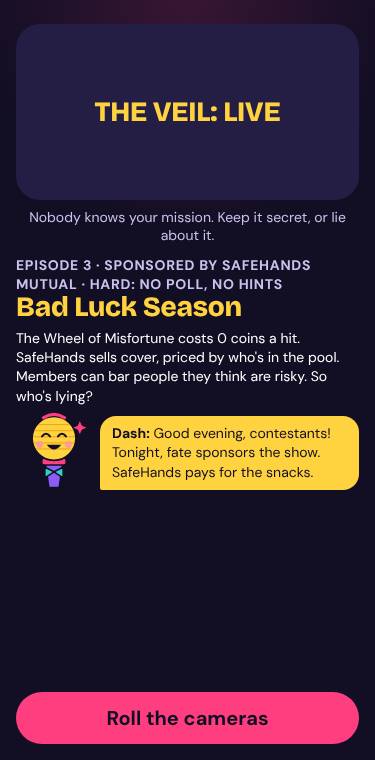 THE VEIL: LIVE
Nobody knows your mission. Keep it secret, or lie
about it.
EPISODE 3 · SPONSORED BY SAFEHANDS
MUTUAL · HARD: NO POLL, NO HINTS
Bad Luck Season
The Wheel of Misfortune costs 0 coins a hit.
SafeHands sells cover, priced by who's in the pool.
Members can bar people they think are risky. So
who's lying?
Dash: Good evening, contestants!
Tonight, fate sponsors the show.
SafeHands pays for the snacks.
Roll the cameras